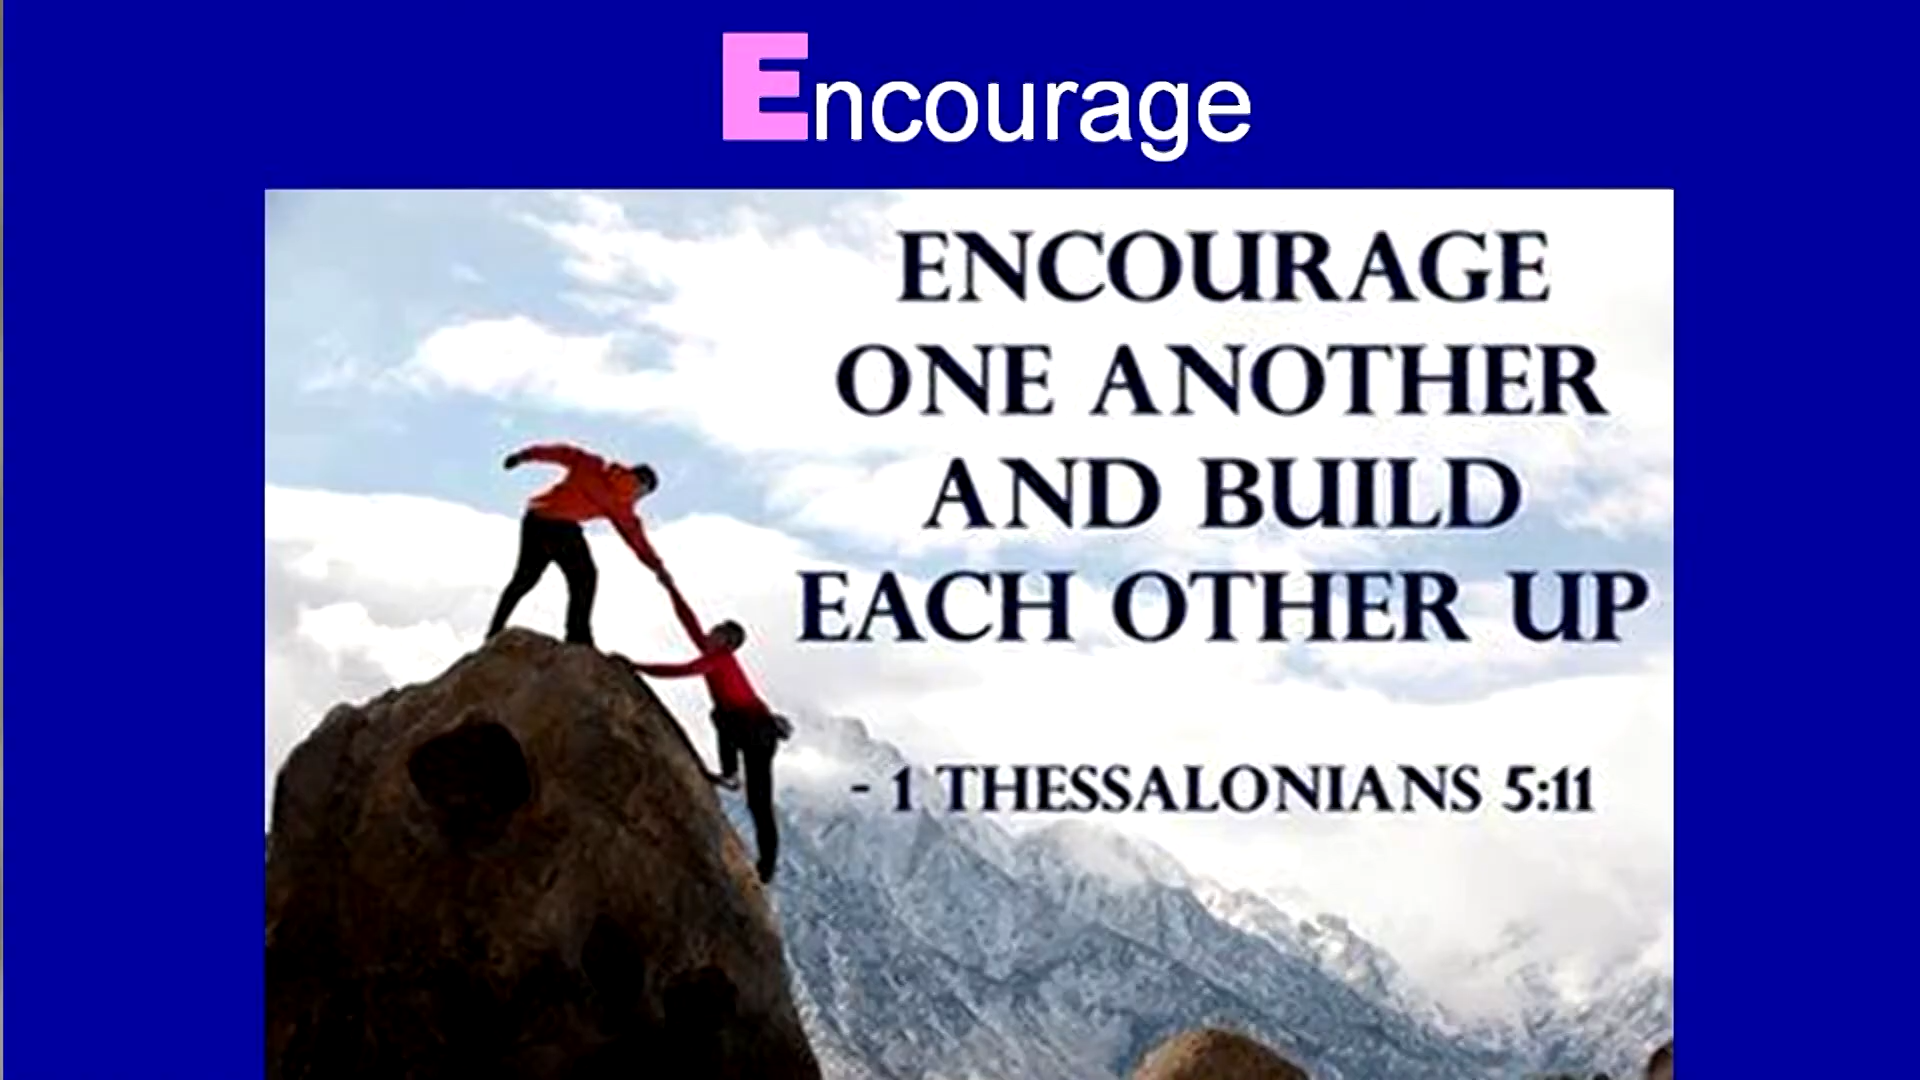 Encourage
ENCOURAGE
ONE ANOTHER
AND BUILD
EACH OTHER UP
- 1 THESSALONIANS 5:11